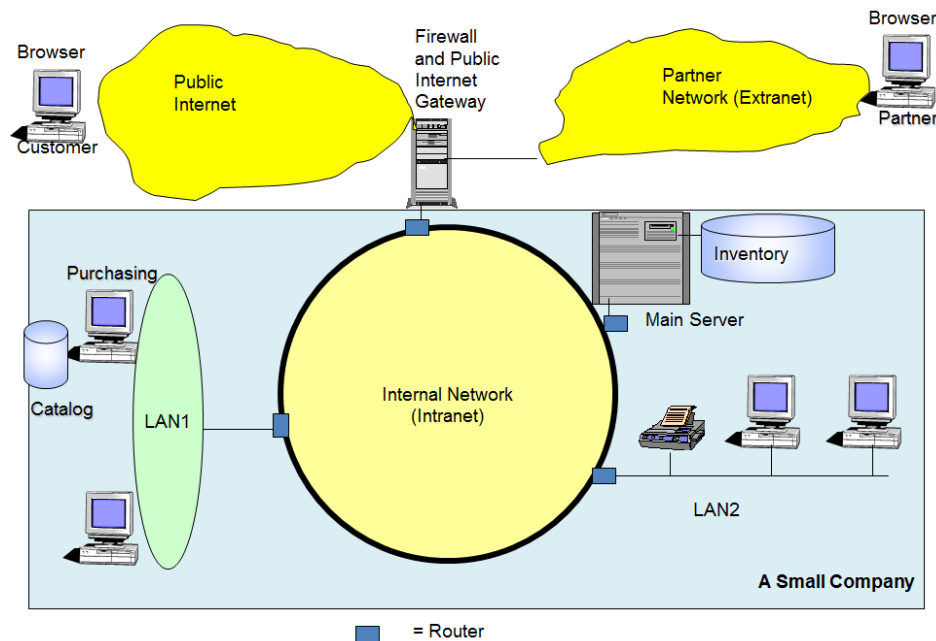 Browser
Customer
Public
Internet
Firewall
and Public
Internet
Gateway
Partner
Network (Extranet)
Browser
Partner
Purchasing
Catalog
LAN1
Internal Network
(Intranet)
Inventory
Main Server
LAN2
A Small Company
= Router